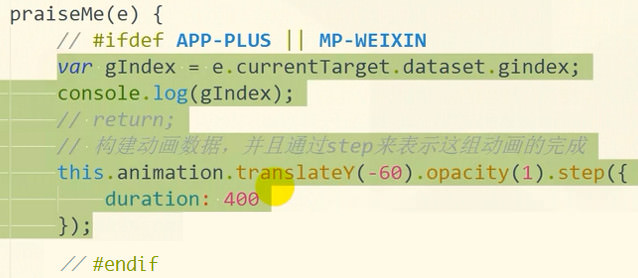 praiseMe(e) {
// #ifdef APP-PLUS || MP-WEIXIN
var gIndex = e.currentTarget.dataset.gindex;
console.log(gIndex);
// return;
// 构建动画数据，并且通过step来表示这组动画的完成
this.animation.translateY(-60).opacity(1).step({
duration: 400
});
// #endif